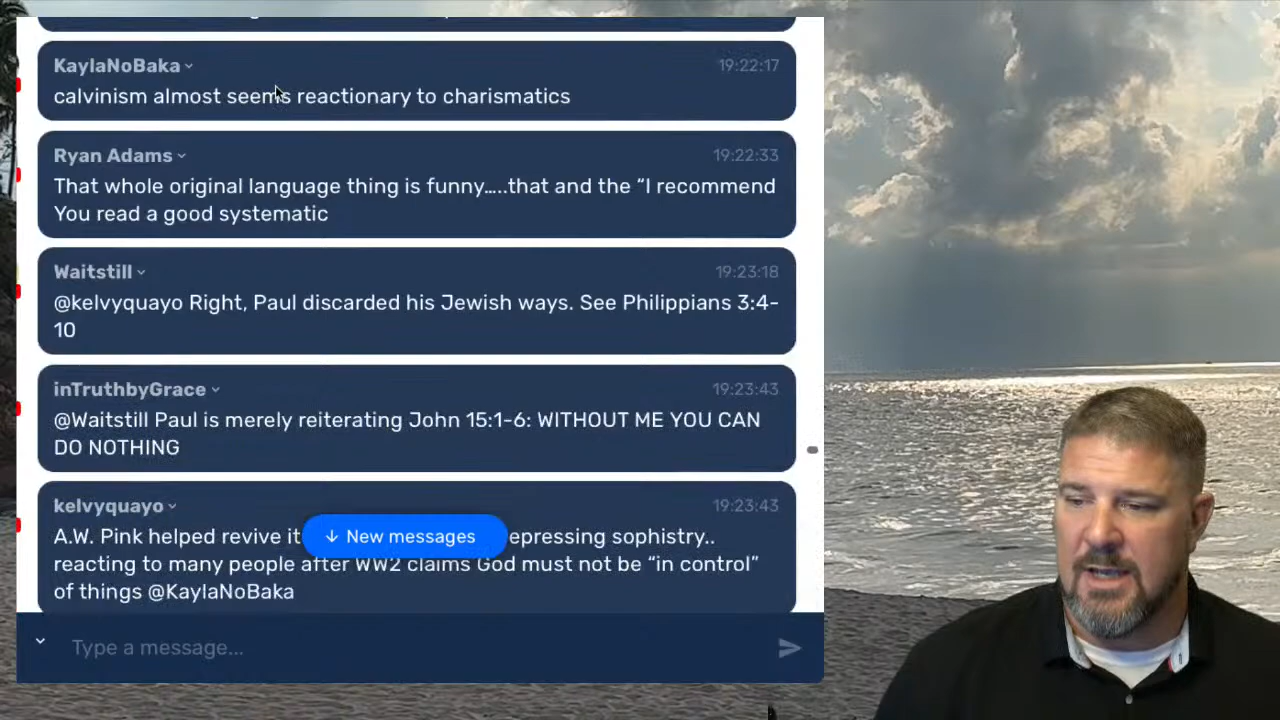 KaylaNoBaka
19:22:17
calvinism almost seems reactionary to charismatics
Ryan Adams
19:22:33
That whole original language thing is funny…..that and the “I recommend
You read a good systematic
Waitstill
19:23:18
@kelvyquayo Right, Paul discarded his Jewish ways. See Philippians 3:4-
10
inTruthbyGrace
19:23:43
@Waitstill Paul is merely reiterating John 15:1-6: WITHOUT ME YOU CAN
DO NOTHING
kelvyquayo
19:23:43
A.W. Pink helped revive it
↓ New messages
sophistry..
reacting to many people after WW2 claims God must not be “in control”
of things @KaylaNoBaka
Type a message...